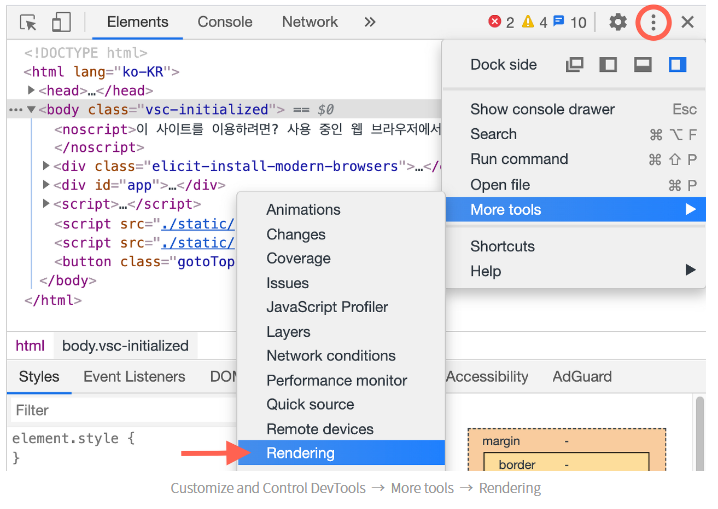 Elements Console Network » 2 4 10
<!DOCTYPE html>
<html lang="ko-KR">
<head>…</head>
<body class="vsc-initialized"> == $0
<noscript>이 사이트를 이용하려면? 사용 중인 웹 브라우저에서
</noscript>
<div class="elicit-install-modern-browsers">…</
<div id="app">…</div>
<script>…</script>
<script src="./static/
<script src="./static/
<button class="gotoTop
</body>
</html>
Dock side
Show console drawer Esc
Search ⌘ ⌥ F
Run command ⌘ ⇧ P
Open file ⌘ P
More tools
Shortcuts
Help
Animations
Changes
Coverage
Issues
JavaScript Profiler
Layers
Network conditions
Performance monitor
Quick source
Remote devices
Rendering
html body.vsc-initialized
Styles Event Listeners DOM Accessibility AdGuard
Filter
element.style {
}
margin -
border -
Customize and Control DevTools → More tools → Rendering